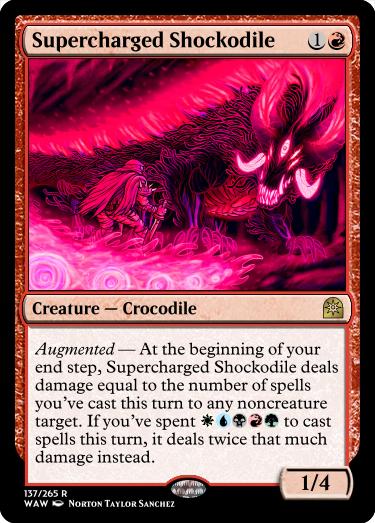 Supercharged Shockodile 1
Creature — Crocodile
Augmented — At the beginning of your
end step, Supercharged Shockodile deals
damage equal to the number of spells
you've cast this turn to any noncreature
target. If you've spent to cast
spells this turn, it deals twice that much
damage instead.
1/4
137/265 R
WAW Norton Taylor Sanchez